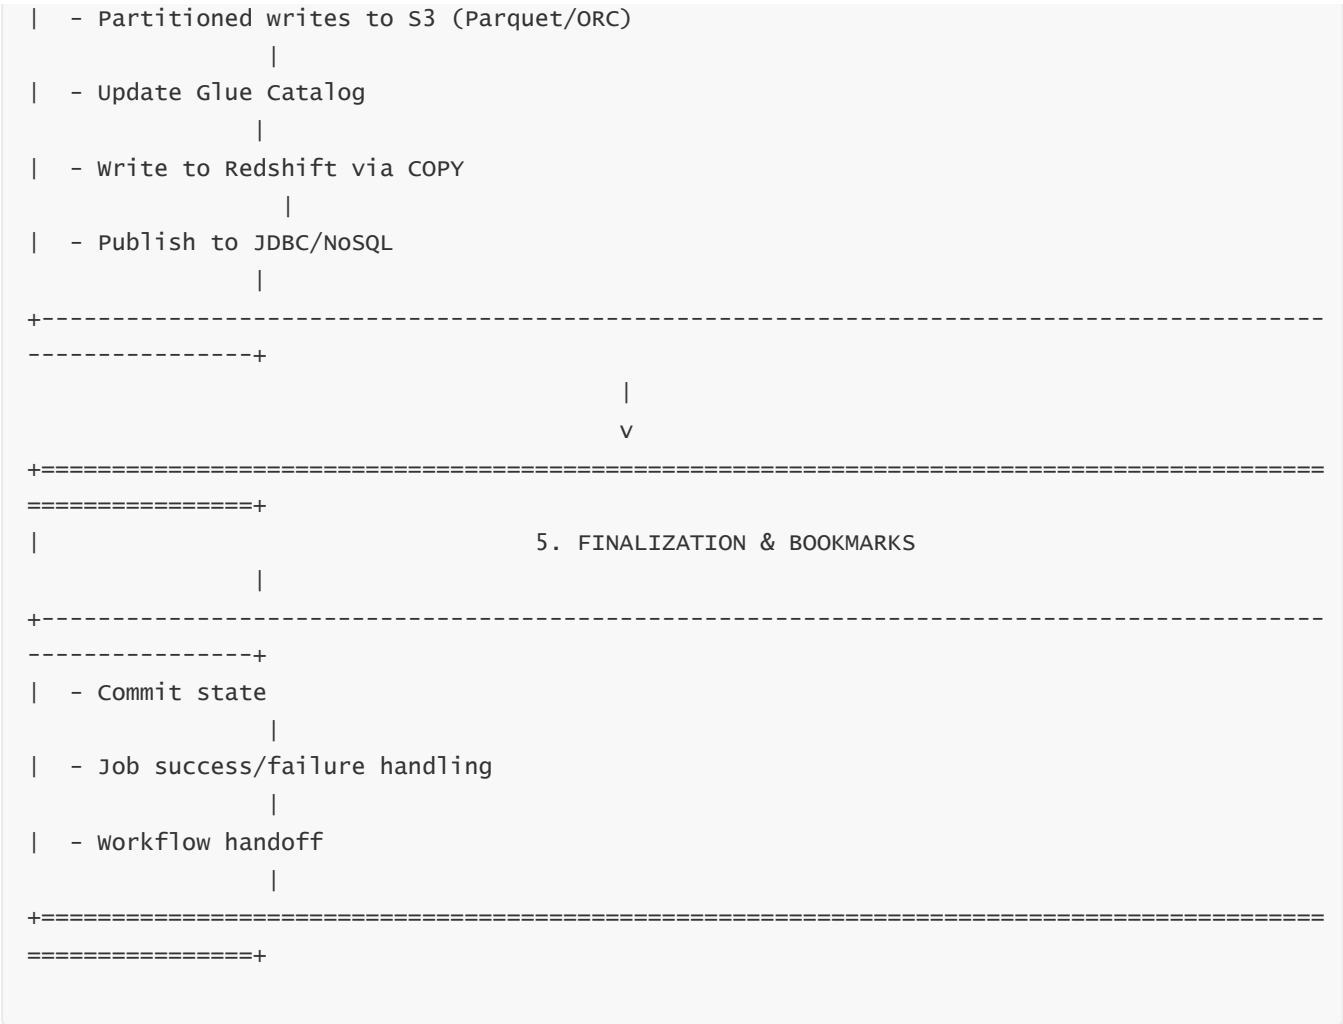 |  - Partitioned writes to S3 (Parquet/ORC)
                 |
|  - Update Glue Catalog
                |
|  - Write to Redshift via COPY
                  |
|  - Publish to JDBC/NoSQL
                |
+-------------------------------------------------------------------------------------------
----------------+
                                          |
                                          v
+===========================================================================================
================+
|                                   5. FINALIZATION & BOOKMARKS
                |
+-------------------------------------------------------------------------------------------
----------------+
|  - Commit state
                 |
|  - Job success/failure handling
                 |
|  - Workflow handoff
                 |
+===========================================================================================
================+